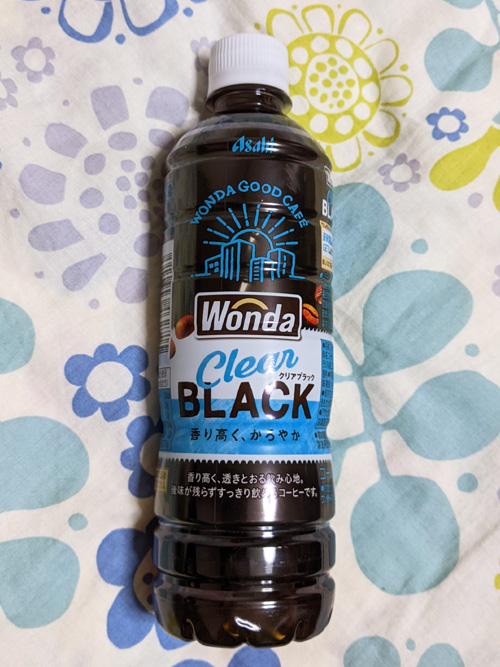 Asahi
WONDA GOOD CAFÉ
Wonda
Clear
クリアブラック
BLACK
香り高く、かろやか
香り高く、透きとおる飲み心地。
後味が残らずすっきり飲めるコーヒーです。